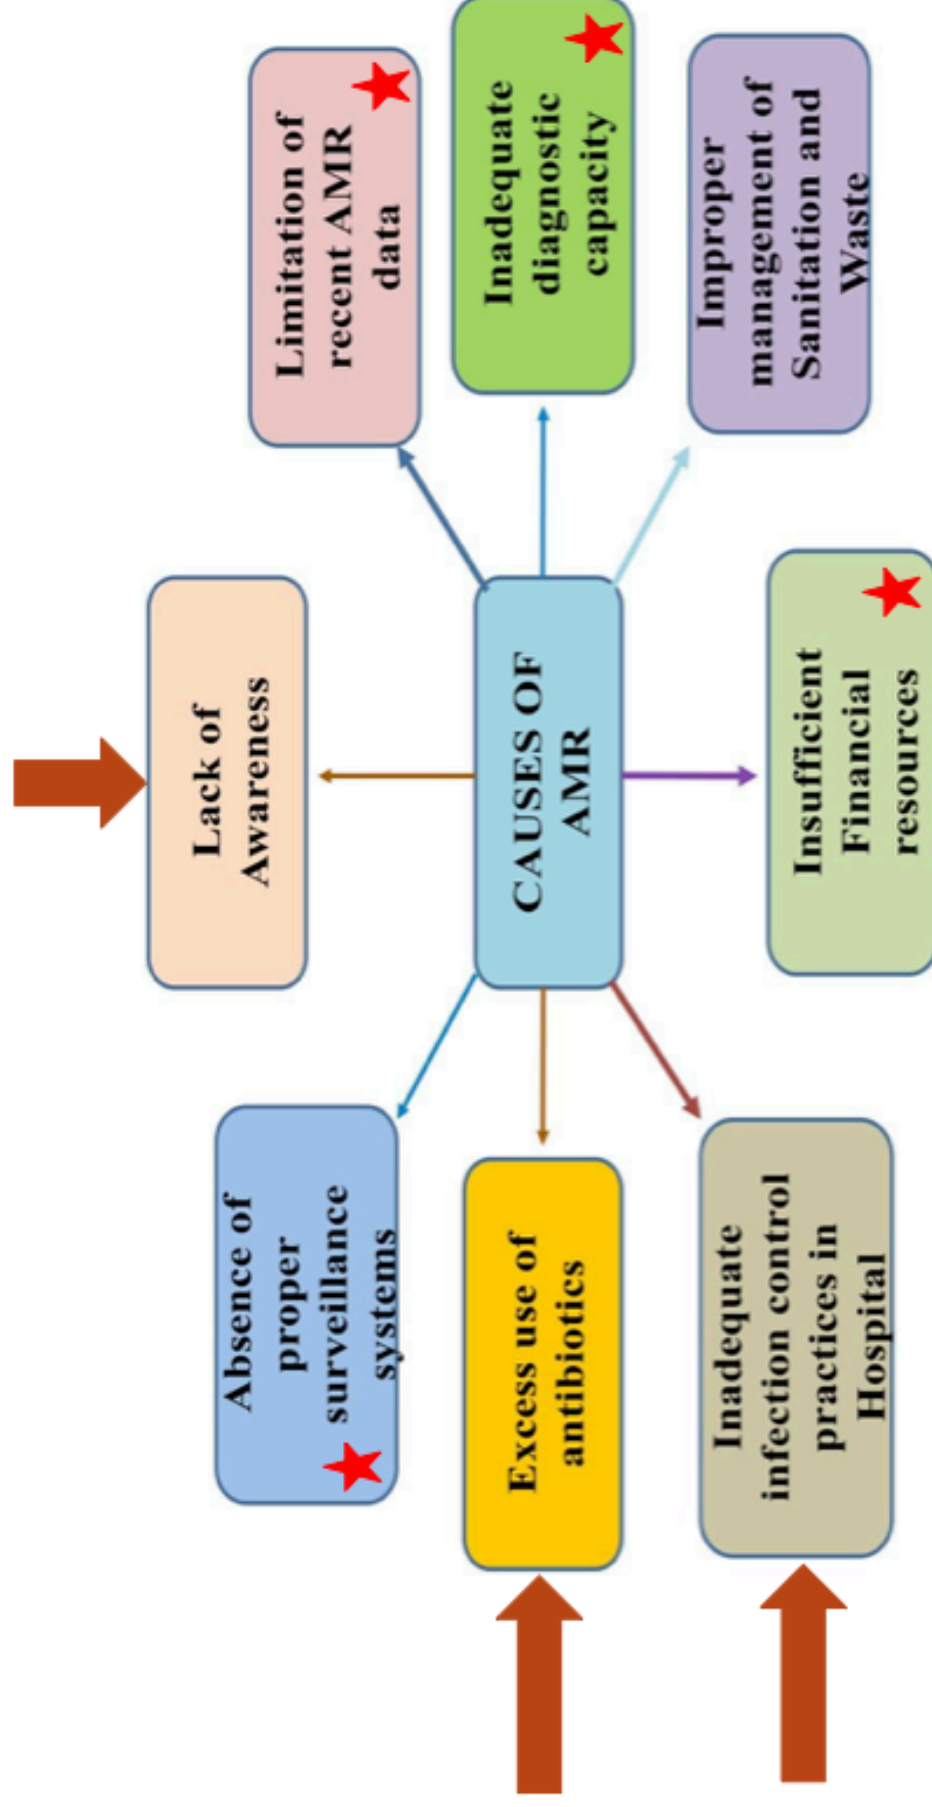 Lack of
Awareness
Limitation of
recent AMR
data
Inadequate
diagnostic
capacity
Improper
management of
Sanitation and
Waste
Insufficient
Financial
resources
Inadequate
infection control
practices in
Hospital
Excess use of
antibiotics
Absence of
proper
surveillance
systems
CAUSES OF
AMR